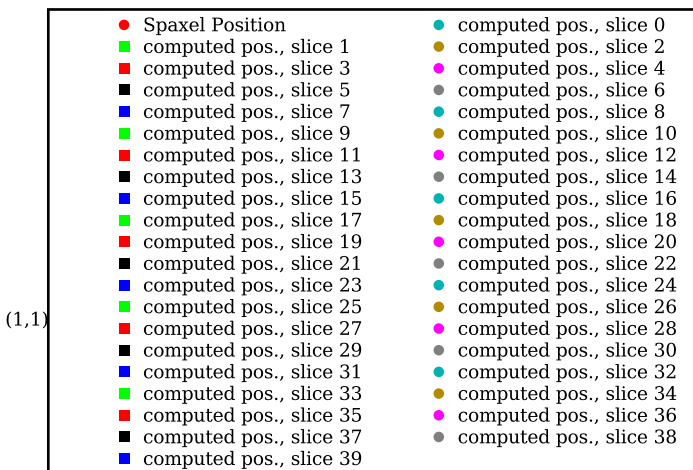 Spaxel Position
computed pos., slice 0
computed pos., slice 1
computed pos., slice 2
computed pos., slice 3
computed pos., slice 4
computed pos., slice 5
computed pos., slice 6
computed pos., slice 7
computed pos., slice 8
computed pos., slice 9
computed pos., slice 10
computed pos., slice 11
computed pos., slice 12
computed pos., slice 13
computed pos., slice 14
computed pos., slice 15
computed pos., slice 16
computed pos., slice 17
computed pos., slice 18
computed pos., slice 19
computed pos., slice 20
computed pos., slice 21
computed pos., slice 22
computed pos., slice 23
computed pos., slice 24
computed pos., slice 25
computed pos., slice 26
(1,1)
computed pos., slice 27
computed pos., slice 28
computed pos., slice 29
computed pos., slice 30
computed pos., slice 31
computed pos., slice 32
computed pos., slice 33
computed pos., slice 34
computed pos., slice 35
computed pos., slice 36
computed pos., slice 37
computed pos., slice 38
computed pos., slice 39